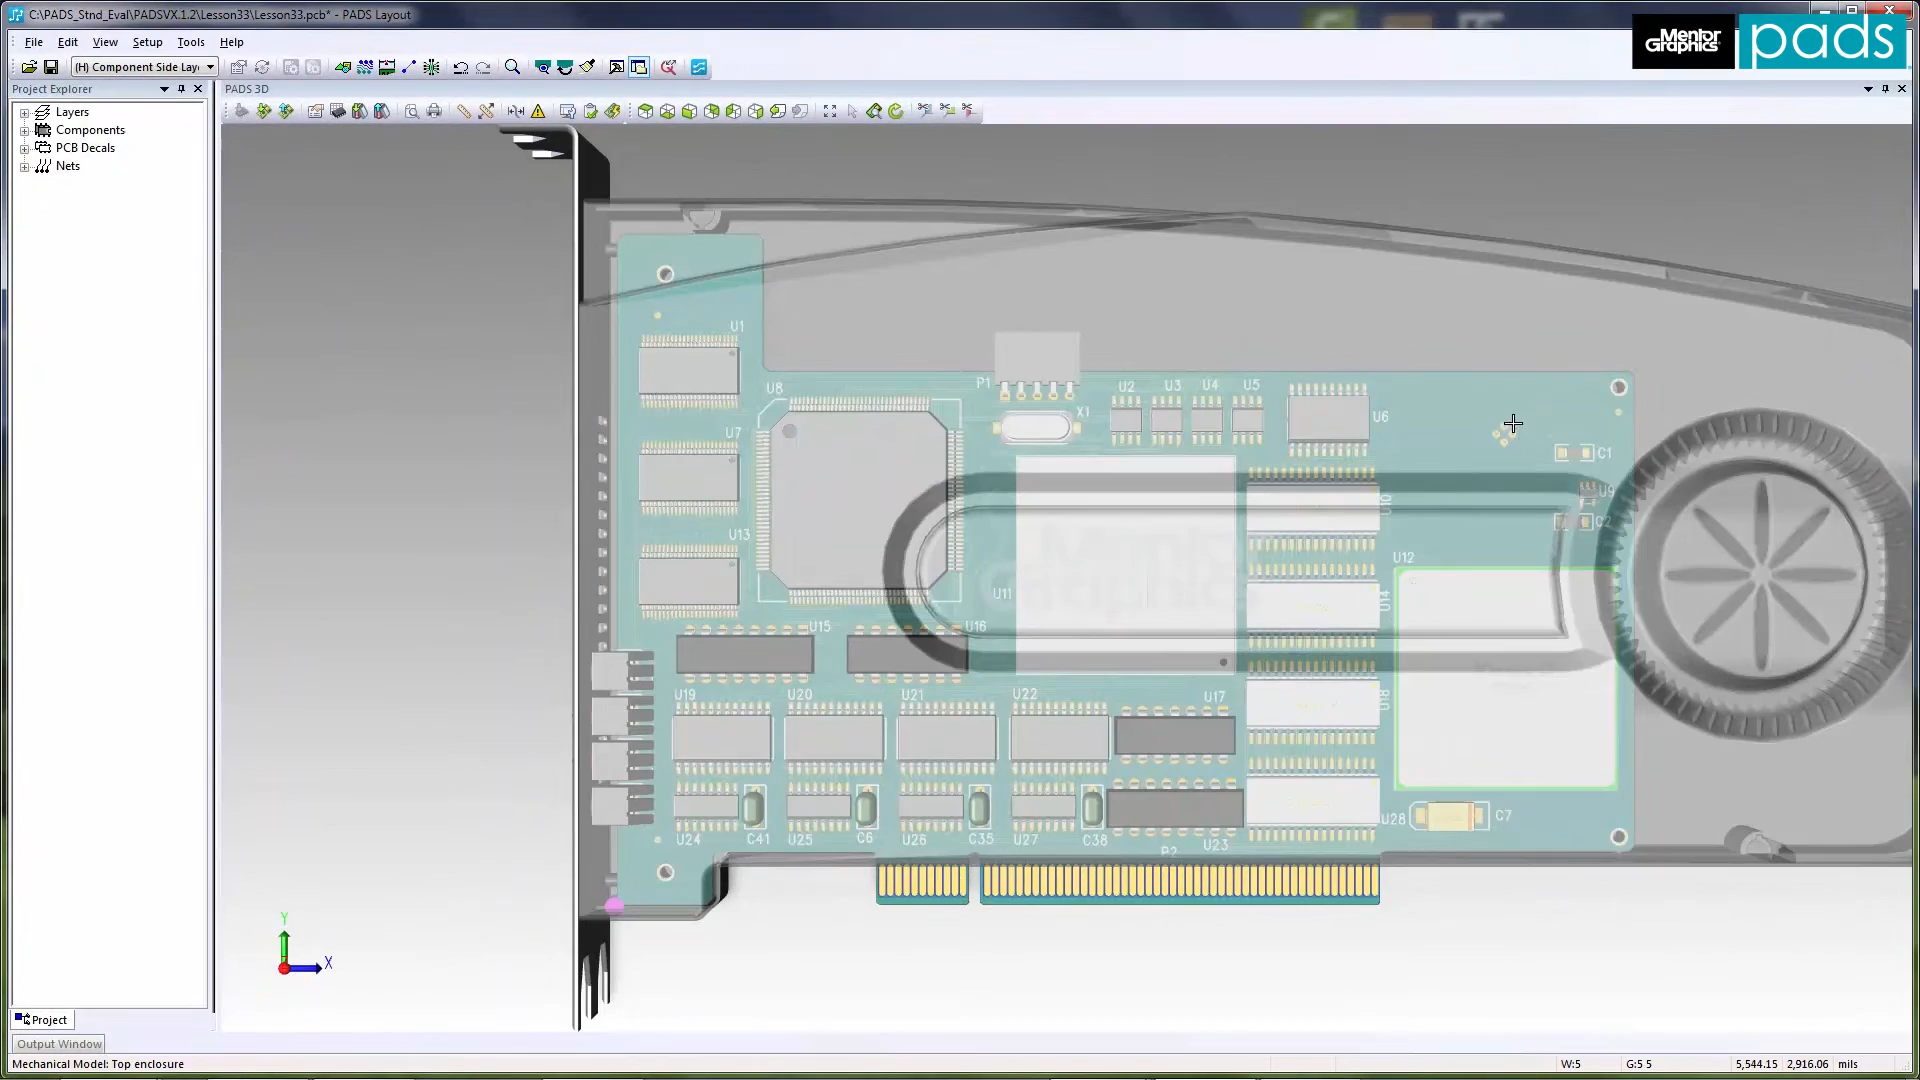 C:\PADS_Stnd_Eval\PADSVX.1.2\Lesson33\Lesson33.pcb* - PADS Layout
File Edit View Setup Tools Help
Mentor Graphics pads
(H) Component Side Lay
Project Explorer
PADS 3D
Layers
Components
PCB Decals
Nets
U1
U8
P1
X1
U2
U3
U4
U5
U6
U7
C1
U9
U10
C2
U13
U12
U11
U14
U15
U16
U19
U20
U21
U22
U17
U18
U24
C41
U25
C6
U26
C35
U27
C38
P2
U23
U28
C7
Y
X
Project
Output Window
Mechanical Model: Top enclosure
W:5
G:5 5
5,544.15
2,916.06
mils